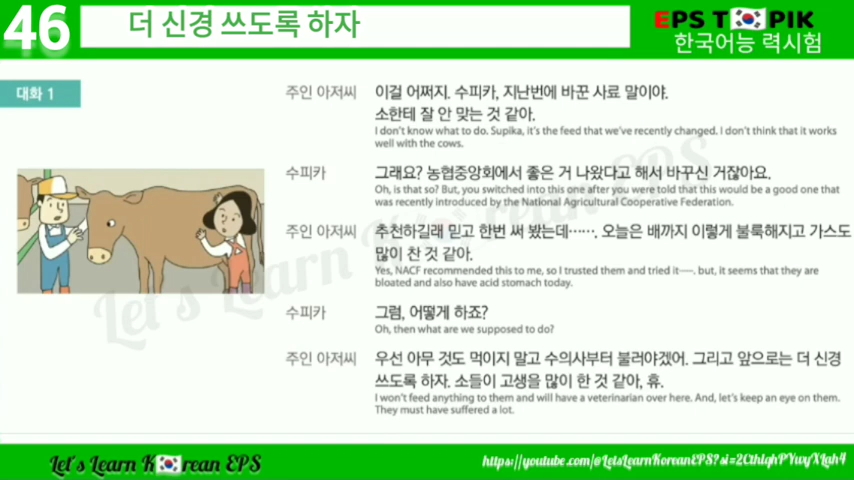 46
더 신경 쓰도록 하자
EPS TOPIK
한국어능 력시험
대화 1
주인 아저씨 이걸 어쩌지. 수피카, 지난번에 바꾼 사료 말이야.
소한테 잘 안 맞는 것 같아.
I don't know what to do. Supika, it's the feed that we've recently changed. I don't think that it works
well with the cows.
수피카 그래요? 농협중앙회에서 좋은 거 나왔다고 해서 바꾸신 거잖아요.
Oh, is that so? But, you switched into this one after you were told that this would be a good one that
was recently introduced by the National Agricultural Cooperative Federation.
주인 아저씨 추천하길래 믿고 한번 써 봤는데……. 오늘은 배까지 이렇게 불룩해지고 가스도
많이 찬 것 같아.
Yes, NACF recommended this to me, so I trusted them and tried it──. but, it seems that they are
bloated and also have acid stomach today.
수피카 그럼, 어떻게 하죠?
Oh, then what are we supposed to do?
주인 아저씨 우선 아무 것도 먹이지 말고 수의사부터 불러야겠어. 그리고 앞으로는 더 신경
쓰도록 하자. 소들이 고생을 많이 한 것 같아, 휴.
I won't feed anything to them and will have a veterinarian over here. And, let's keep an eye on them.
They must have suffered a lot.
Let's Learn Korean EPS
Let's Learn Korean EPS
https://youtube.com/@LetsLearnKoreanEPS?si=2CthlqhPYwyXLah4